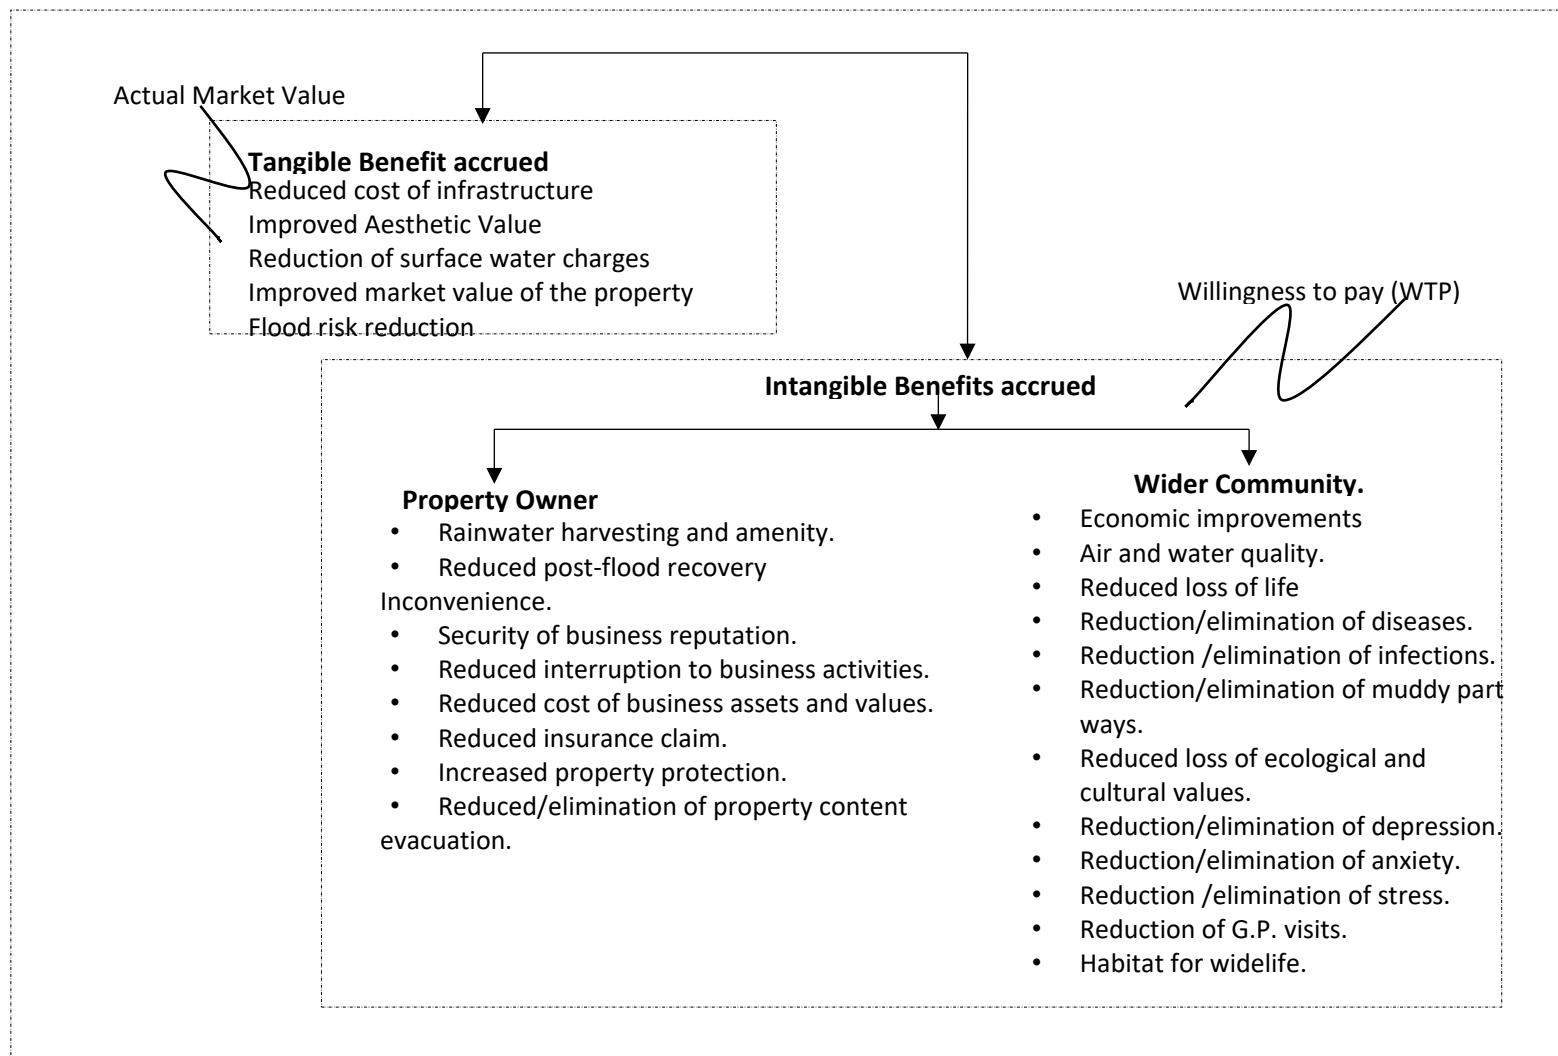 Actual Market Value
Tangible Benefit accrued
Reduced cost of infrastructure
Improved Aesthetic Value
Reduction of surface water charges
Improved market value of the property
Flood risk reduction
Willingness to pay (WTP)
Intangible Benefits accrued
Property Owner
• Rainwater harvesting and amenity.
• Reduced post-flood recovery
Inconvenience.
• Security of business reputation.
• Reduced interruption to business activities.
• Reduced cost of business assets and values.
• Reduced insurance claim.
• Increased property protection.
• Reduced/elimination of property content
evacuation.
Wider Community.
• Economic improvements
• Air and water quality.
• Reduced loss of life
• Reduction/elimination of diseases.
• Reduction /elimination of infections.
• Reduction/elimination of muddy part
ways.
• Reduced loss of ecological and
cultural values.
• Reduction/elimination of depression.
• Reduction/elimination of anxiety.
• Reduction /elimination of stress.
• Reduction of G.P. visits.
• Habitat for widelife.